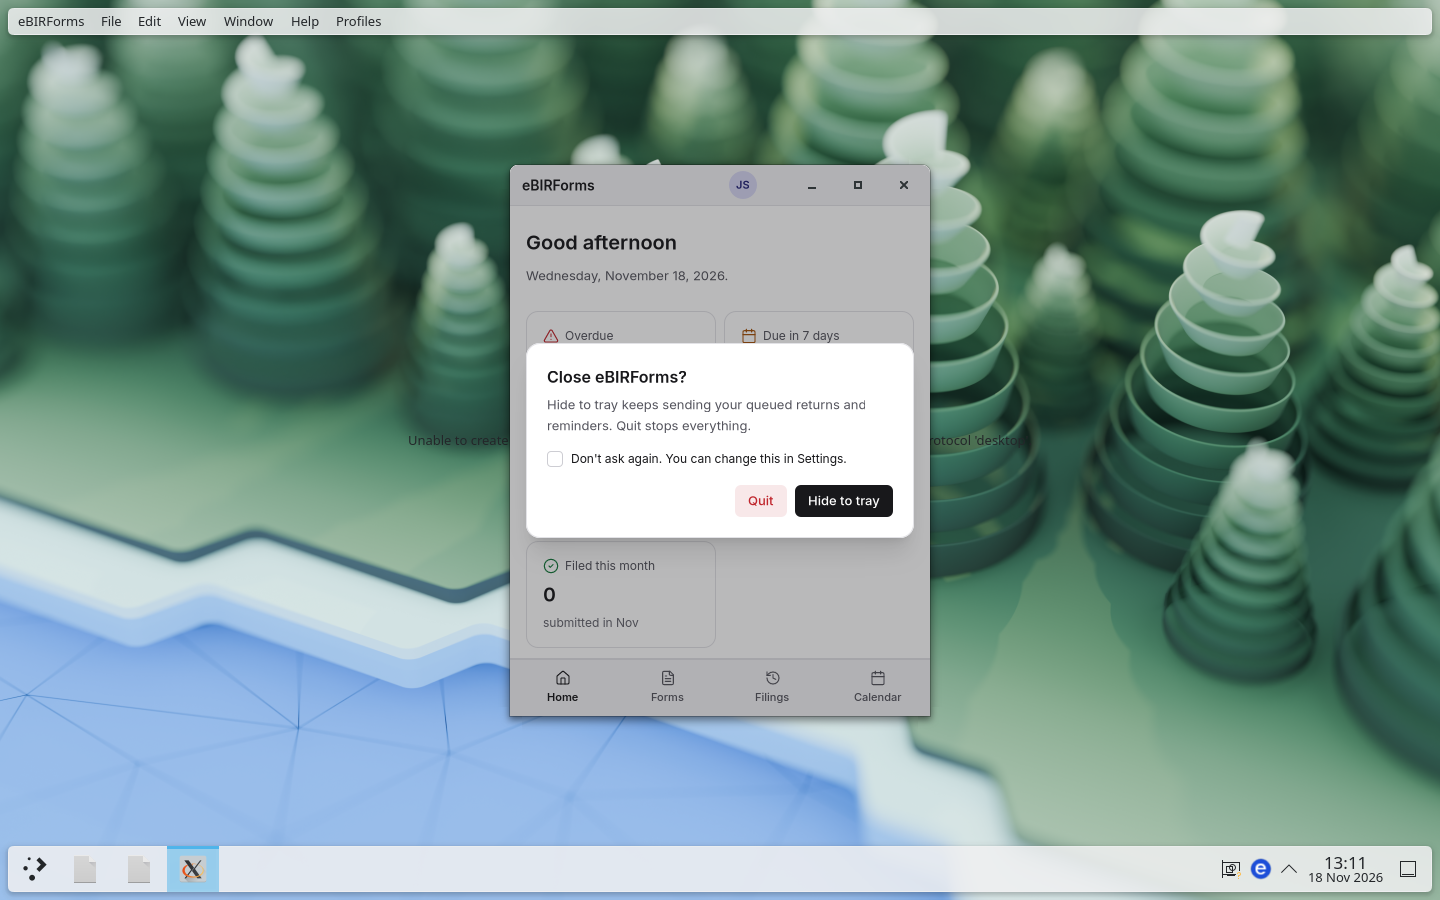 eBIRForms File Edit View Window Help Profiles
eBIRForms JS
Good afternoon
Wednesday, November 18, 2026.
Overdue
Due in 7 days
Close eBIRForms?
Hide to tray keeps sending your queued returns and
reminders. Quit stops everything.
Unable to create
rotocol 'desktop'
Don't ask again. You can change this in Settings.
Quit
Hide to tray
Filed this month
0
submitted in Nov
Home Forms Filings Calendar
13:11
18 Nov 2026